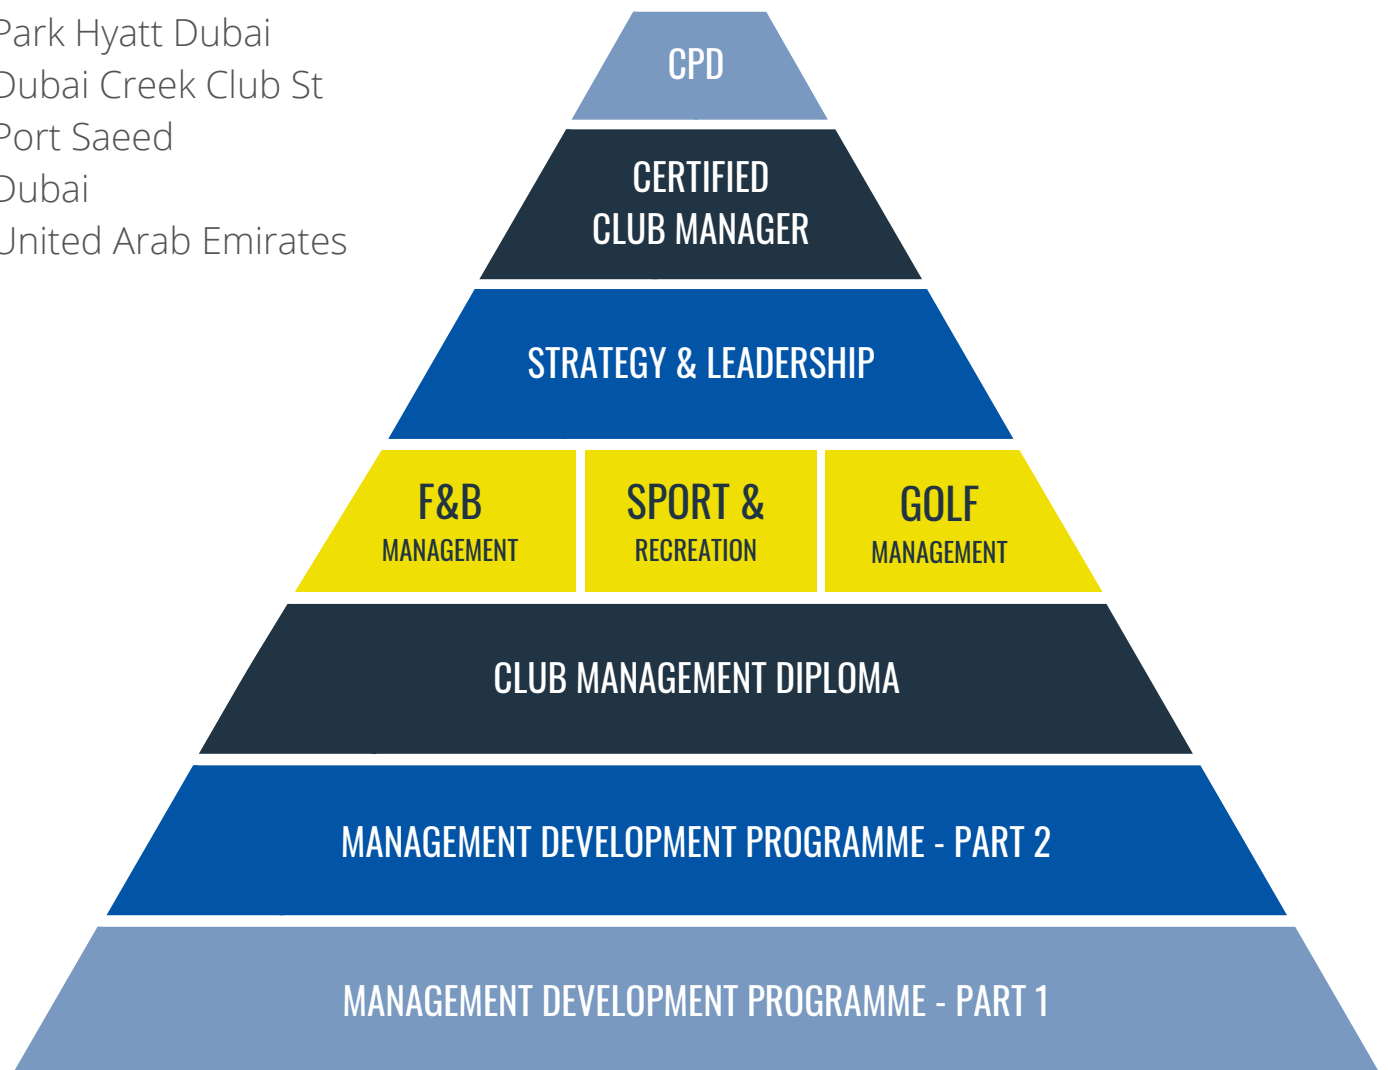 Park Hyatt Dubai
Dubai Creek Club St
Port Saeed
Dubai
United Arab Emirates
CPD
CERTIFIED
CLUB MANAGER
STRATEGY & LEADERSHIP
F&B
MANAGEMENT
SPORT &
RECREATION
GOLF
MANAGEMENT
CLUB MANAGEMENT DIPLOMA
MANAGEMENT DEVELOPMENT PROGRAMME - PART 2
MANAGEMENT DEVELOPMENT PROGRAMME - PART 1